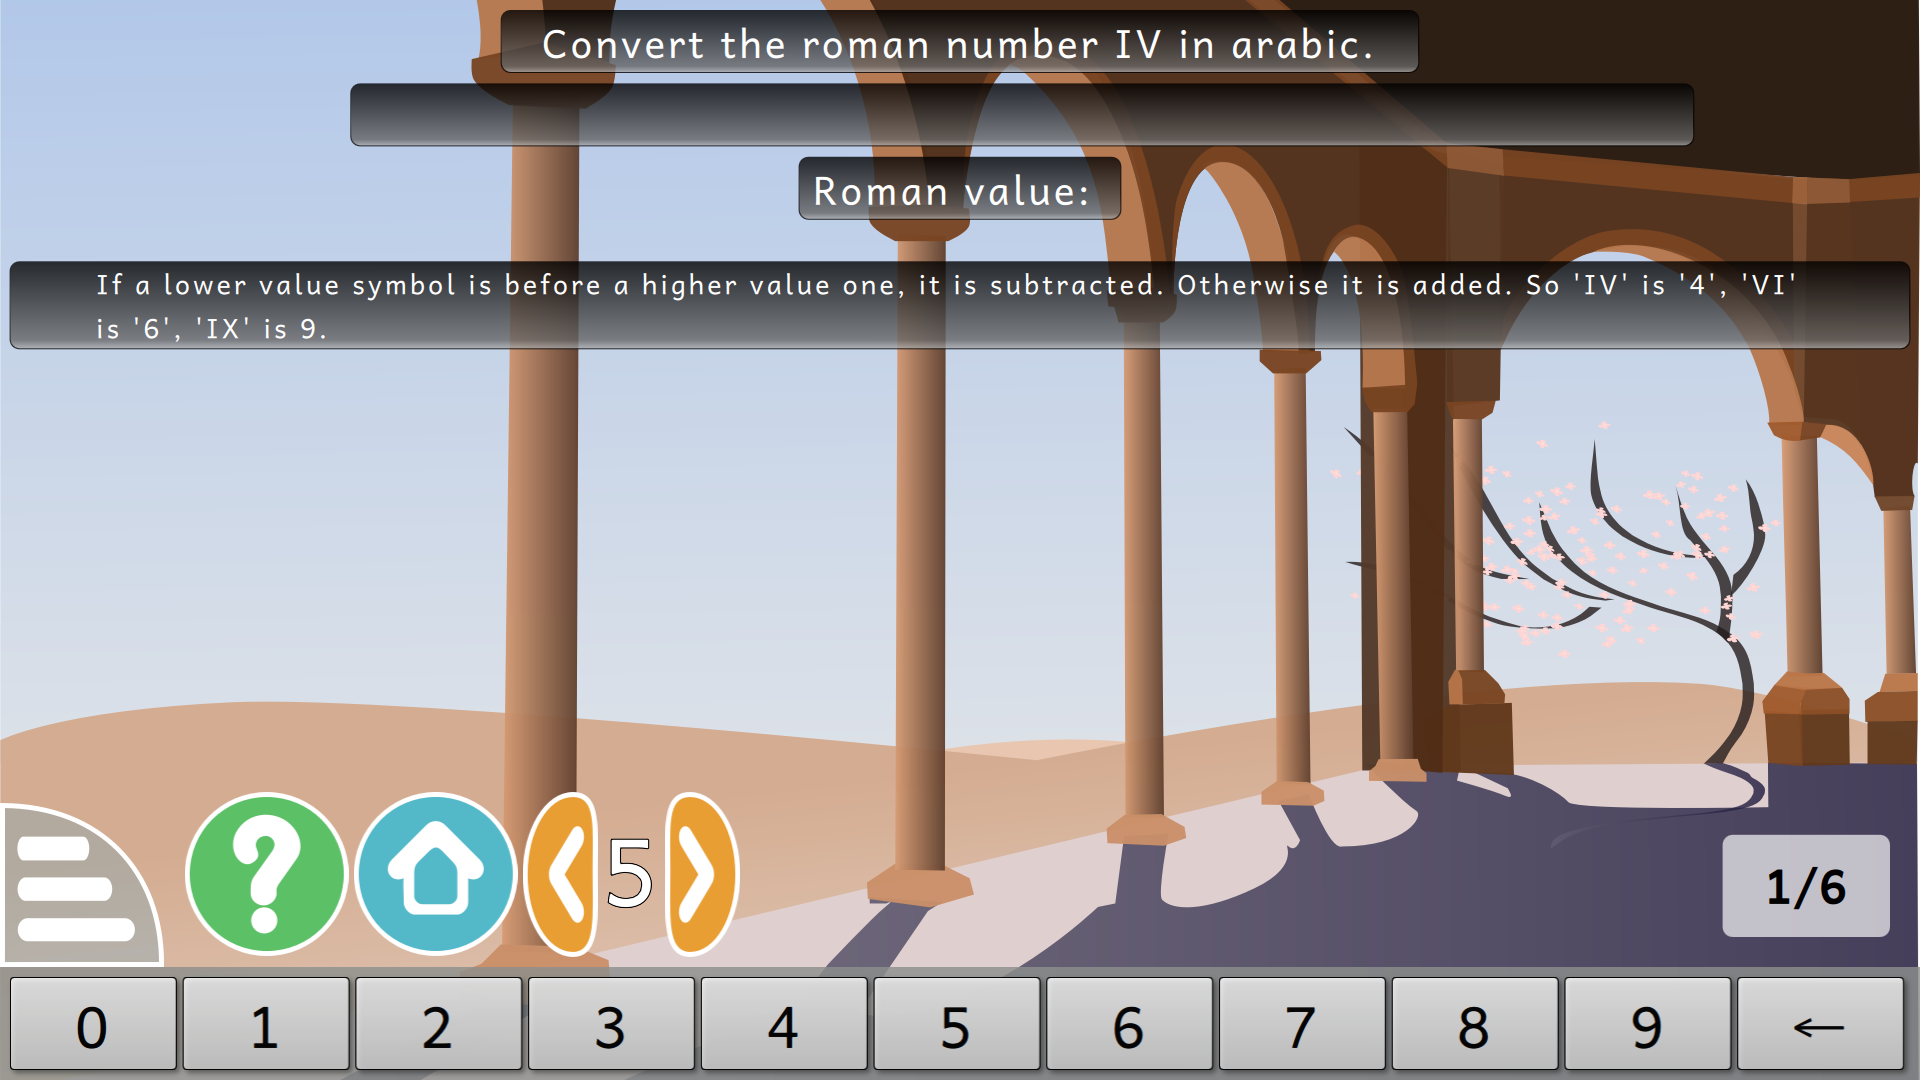 Convert the roman number IV in arabic.
Roman value:
If a lower value symbol is before a higher value one, it is subtracted. Otherwise it is added. So 'IV' is '4', 'VI'
is '6', 'IX' is 9.
?
5
1/6
0 1 2 3 4 5 6 7 8 9 ←